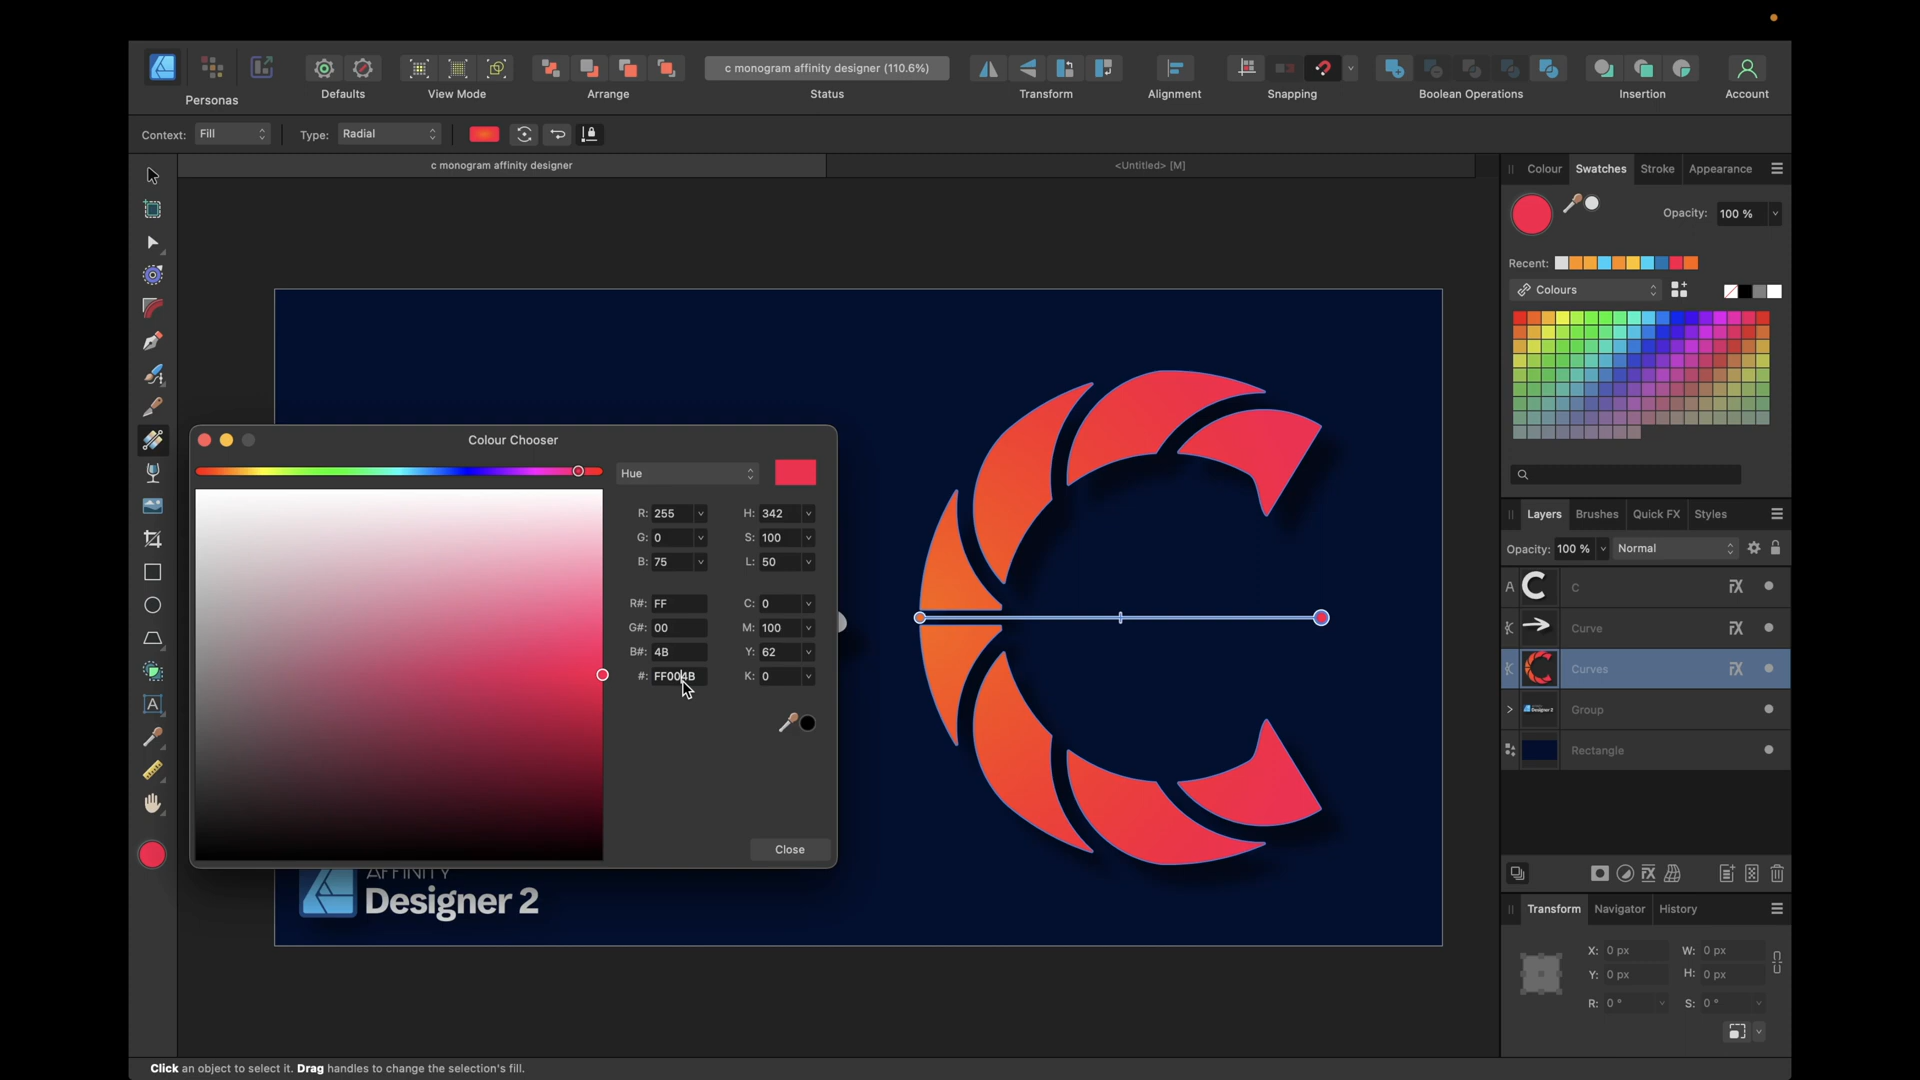 Personas
Defaults
View Mode
Arrange
c monogram affinity designer (110.6%)
Status
Transform
Alignment
Snapping
Boolean Operations
Insertion
Account
Context: Fill
Type: Radial
c monogram affinity designer
<Untitled> [M]
Colour Swatches Stroke Appearance
Opacity: 100 %
Recent:
Colours
Colour Chooser
Hue
R: 255 H: 342
G: 0 S: 100
B: 75 L: 50
R#: FF C: 0
G#: 00 M: 100
B#: 4B Y: 62
#: FF004B K: 0
Close
AFFINITY
Designer 2
Layers Brushes Quick FX Styles
Opacity: 100 % Normal
A C
Curve
Curves
Group
Rectangle
Transform Navigator History
X: 0 px W: 0 px
Y: 0 px H: 0 px
R: 0 ° S: 0 °
Click an object to select it. Drag handles to change the selection's fill.